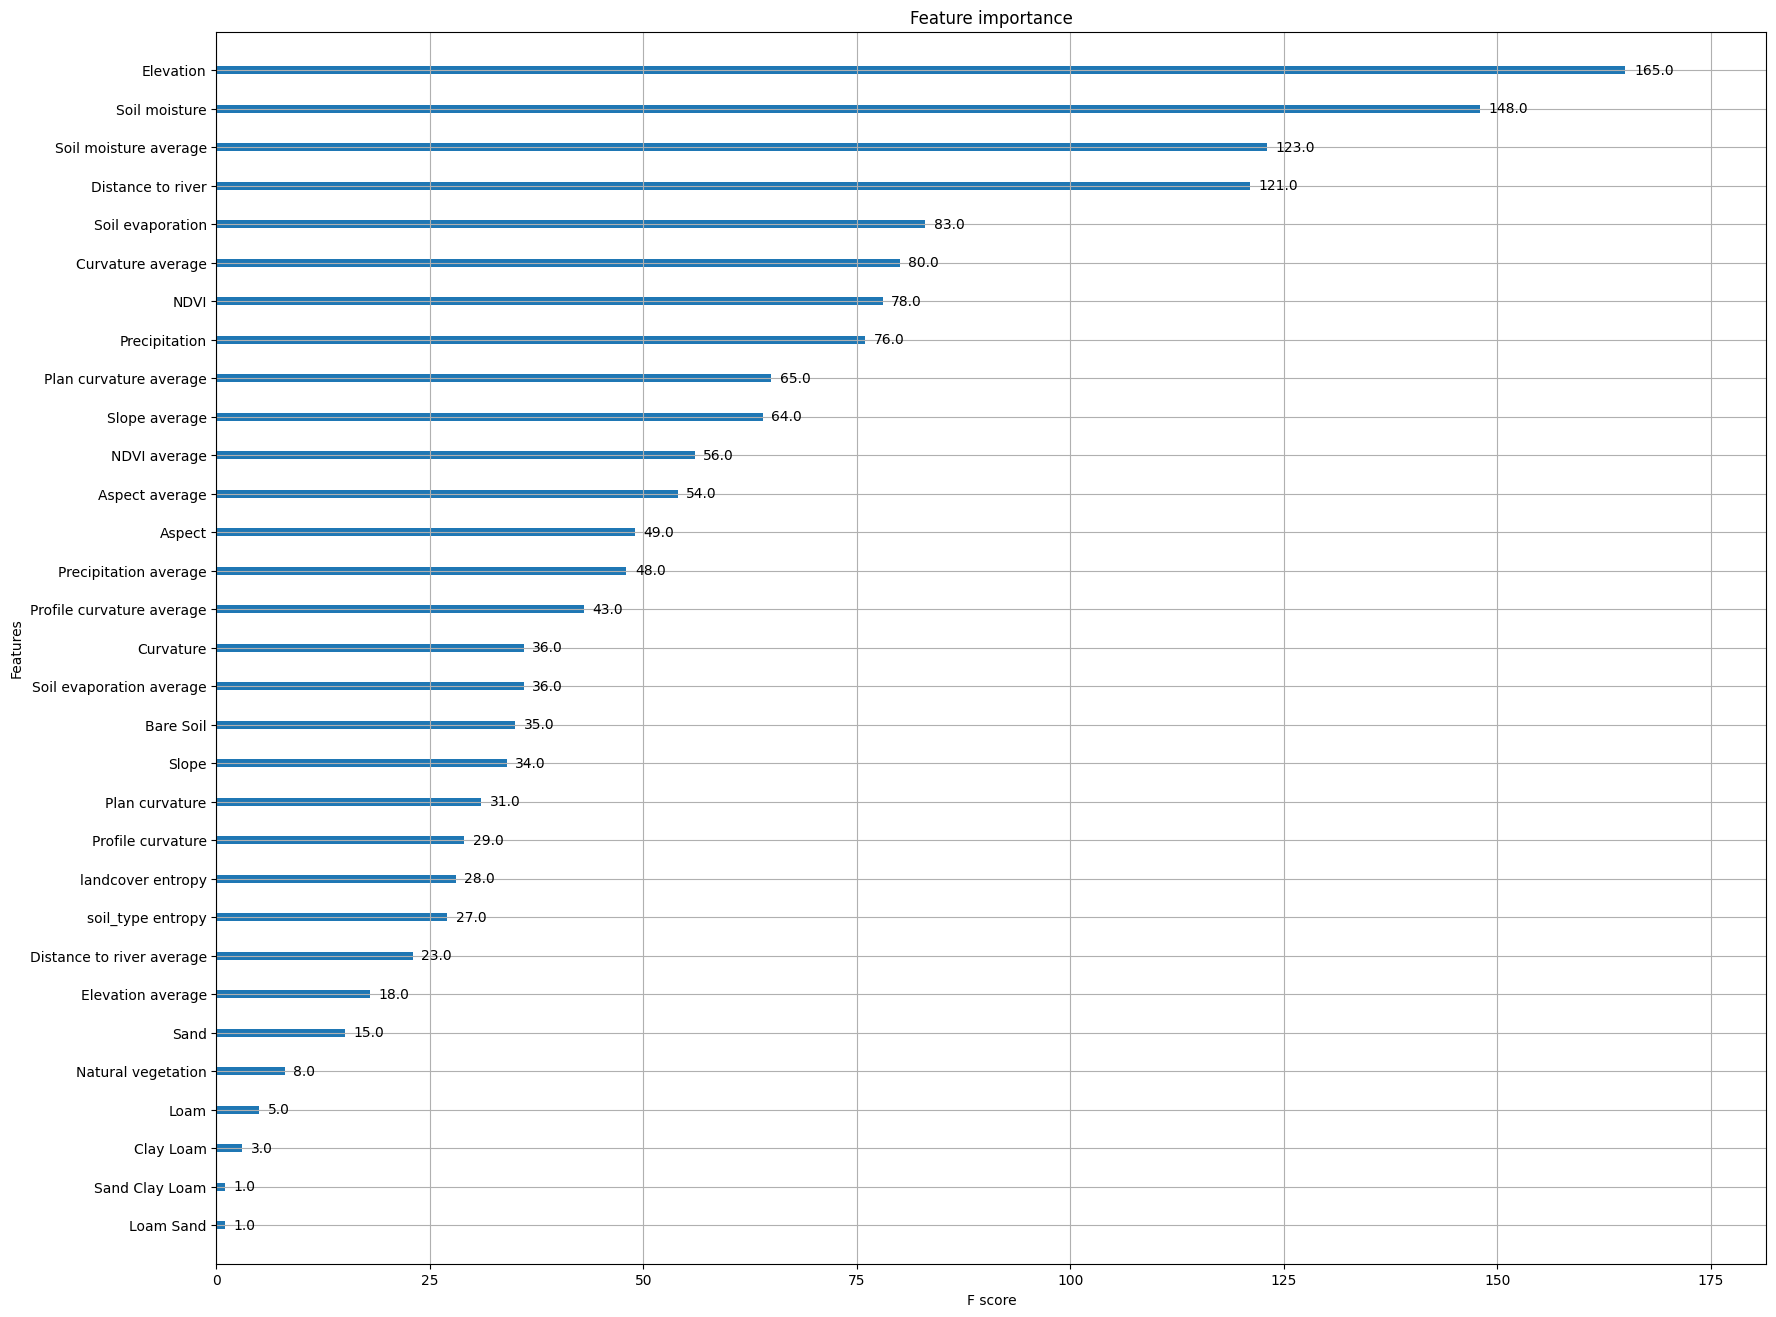 Feature importance
Elevation 165.0
Soil moisture 148.0
Soil moisture average 123.0
Distance to river 121.0
Soil evaporation 83.0
Curvature average 80.0
NDVI 78.0
Precipitation 76.0
Plan curvature average 65.0
Slope average 64.0
NDVI average 56.0
Aspect average 54.0
Aspect 49.0
Precipitation average 48.0
Profile curvature average 43.0
Curvature 36.0
Soil evaporation average 36.0
Bare Soil 35.0
Slope 34.0
Plan curvature 31.0
Profile curvature 29.0
landcover entropy 28.0
soil_type entropy 27.0
Distance to river average 23.0
Elevation average 18.0
Sand 15.0
Natural vegetation 8.0
Loam 5.0
Clay Loam 3.0
Sand Clay Loam 1.0
Loam Sand 1.0
Features
0 25 50 75 100 125 150 175
F score